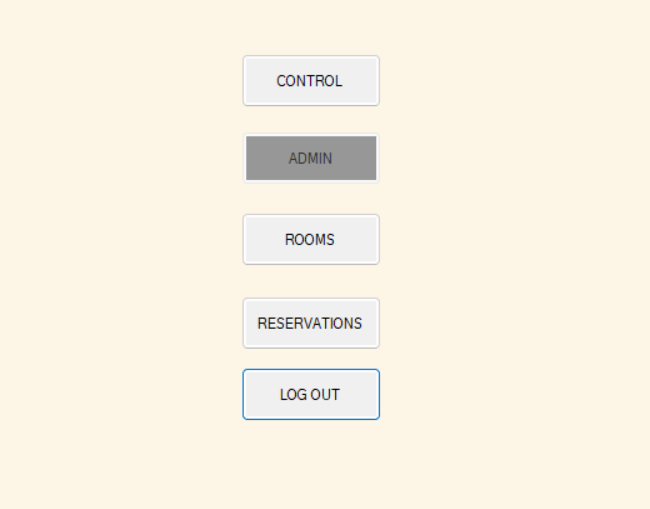 CONTROL
ADMIN
ROOMS
RESERVATIONS
LOG OUT